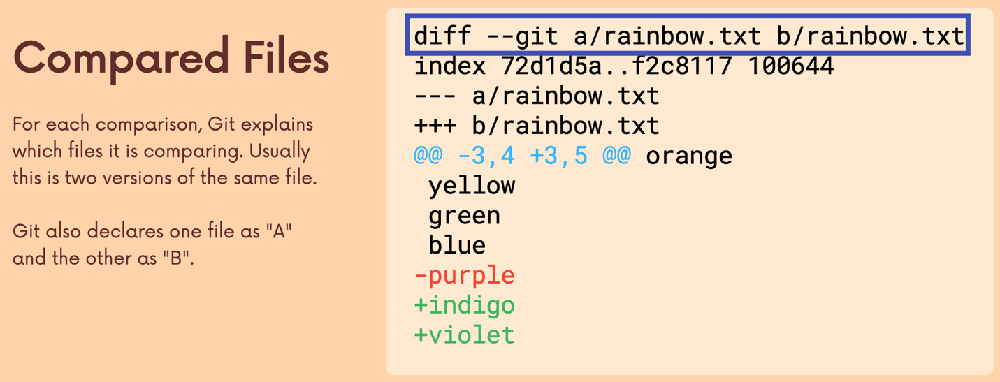 Compared Files
For each comparison, Git explains
which files it is comparing. Usually
this is two versions of the same file.
Git also declares one file as "A"
and the other as "B".
diff --git a/rainbow.txt b/rainbow.txt
index 72d1d5a..f2c8117 100644
--- a/rainbow.txt
+++ b/rainbow.txt
@@ -3,4 +3,5 @@ orange
 yellow
 green
 blue
-purple
+indigo
+violet